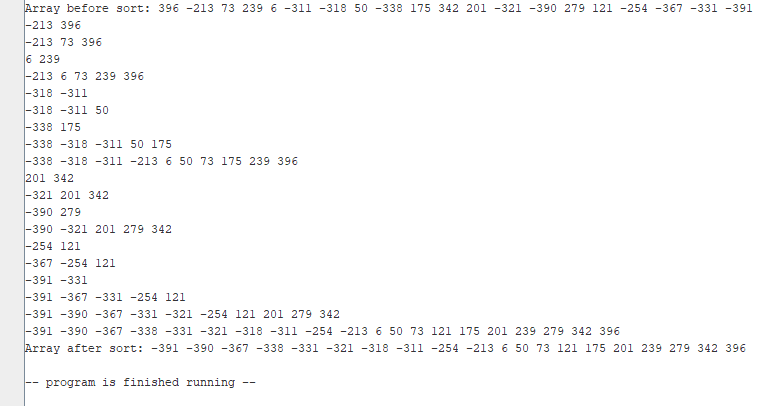 Array before sort: 396 -213 73 239 6 -311 -318 50 -338 175 342 201 -321 -390 279 121 -254 -367 -331 -391
-213 396
-213 73 396
6 239
-213 6 73 239 396
-318 -311
-318 -311 50
-338 175
-338 -318 -311 50 175
-338 -318 -311 -213 6 50 73 175 239 396
201 342
-321 201 342
-390 279
-390 -321 201 279 342
-254 121
-367 -254 121
-391 -331
-391 -367 -331 -254 121
-391 -390 -367 -331 -321 -254 121 201 279 342
-391 -390 -367 -338 -331 -321 -318 -311 -254 -213 6 50 73 121 175 201 239 279 342 396
Array after sort: -391 -390 -367 -338 -331 -321 -318 -311 -254 -213 6 50 73 121 175 201 239 279 342 396
-- program is finished running --